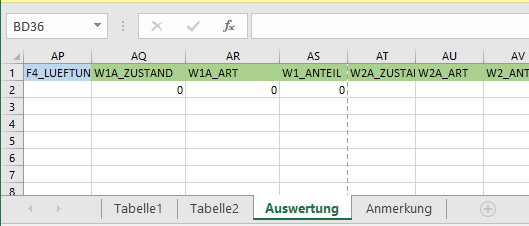 BD36
AP AQ AR AS AT AU AV
1 F4_LUEFTUN W1A_ZUSTAND W1A_ART W1_ANTEIL W2A_ZUSTAI W2A_ART W2_ANT
2 0 0 0
3
4
5
6
7
8
Tabelle1 Tabelle2 Auswertung Anmerkung